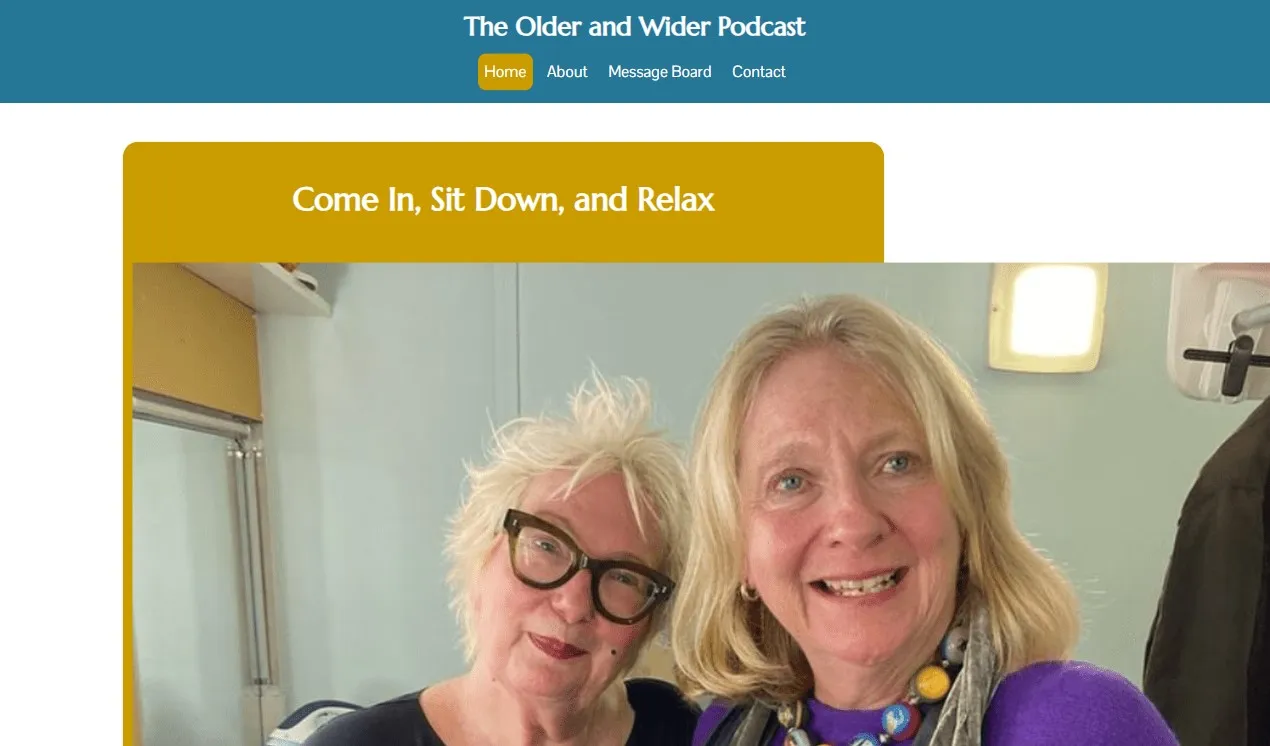 The Older and Wider Podcast
Home About Message Board Contact
Come In, Sit Down, and Relax